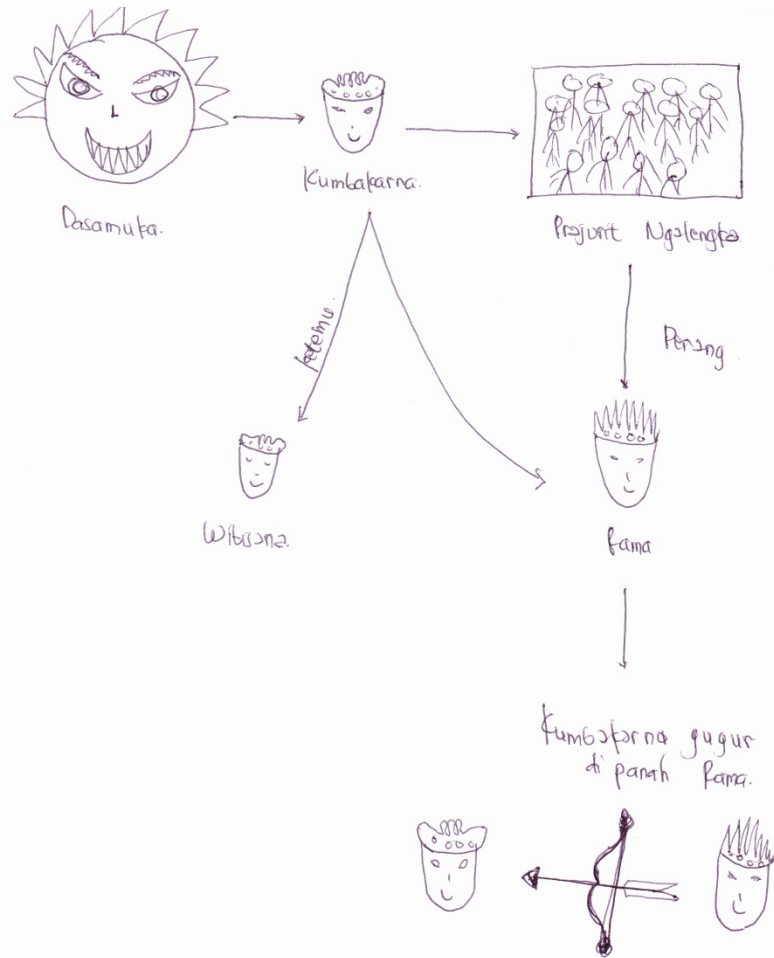 Kumbakarna.
Dasamuka.
Prajurit Ngalengka
ketemu.
Perang
Wibisana.
Rama
Kumbakarna gugur
di panah Rama.